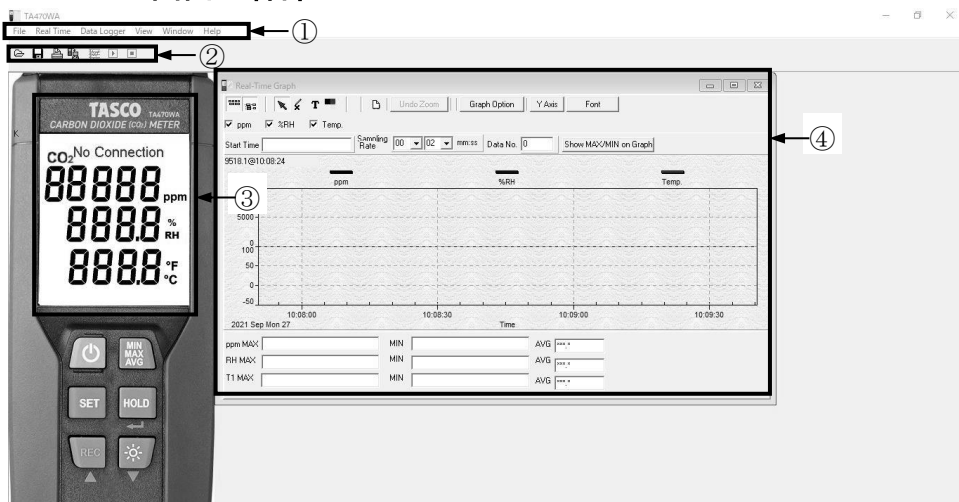 TA470WA
File Real Time Data Logger View Window Help
①
②
TASCO TA470WA
CARBON DIOXIDE (CO2) METER
K
CO2 No Connection
88888 ppm
888.8 % RH
888.8 °F °C
③
MIN MAX AVG
SET HOLD
REC
Real-Time Graph
T Undo Zoom Graph Option Y Axis Font
ppm %RH Temp.
Start Time Sampling Rate 00 02 mm:ss Data No. 0 Show MAX/MIN on Graph
④
9518.1@10:08:24
ppm %RH Temp.
5000
0
100
50
0
-50
10:08:00 10:08:30 10:09:00 10:09:30
2021 Sep Mon 27 Time
ppm MAX MIN AVG ***.*
RH MAX MIN AVG ***.*
T1 MAX MIN AVG ***.*